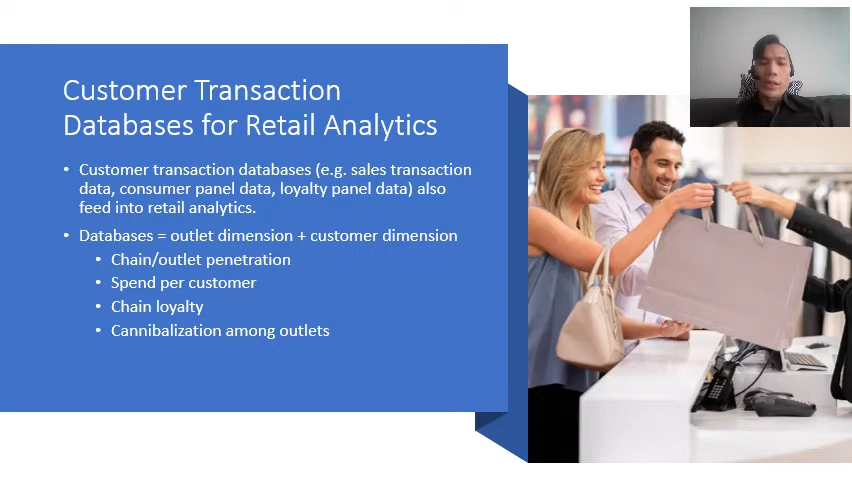 Customer Transaction
Databases for Retail Analytics
• Customer transaction databases (e.g. sales transaction
data, consumer panel data, loyalty panel data) also
feed into retail analytics.
• Databases = outlet dimension + customer dimension
• Chain/outlet penetration
• Spend per customer
• Chain loyalty
• Cannibalization among outlets